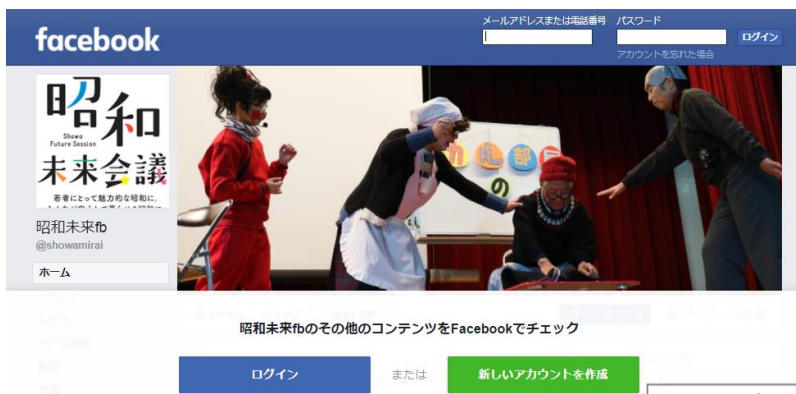 facebook
メールアドレスまたは電話番号
パスワード
ログイン
アカウントを忘れた場合
昭和
Showa
Future Session
未来会議
若者にとって魅力的な昭和に、
昭和未来fb
@showamirai
ホーム
部
の
昭和未来fbのその他のコンテンツをFacebookでチェック
ログイン
または
新しいアカウントを作成